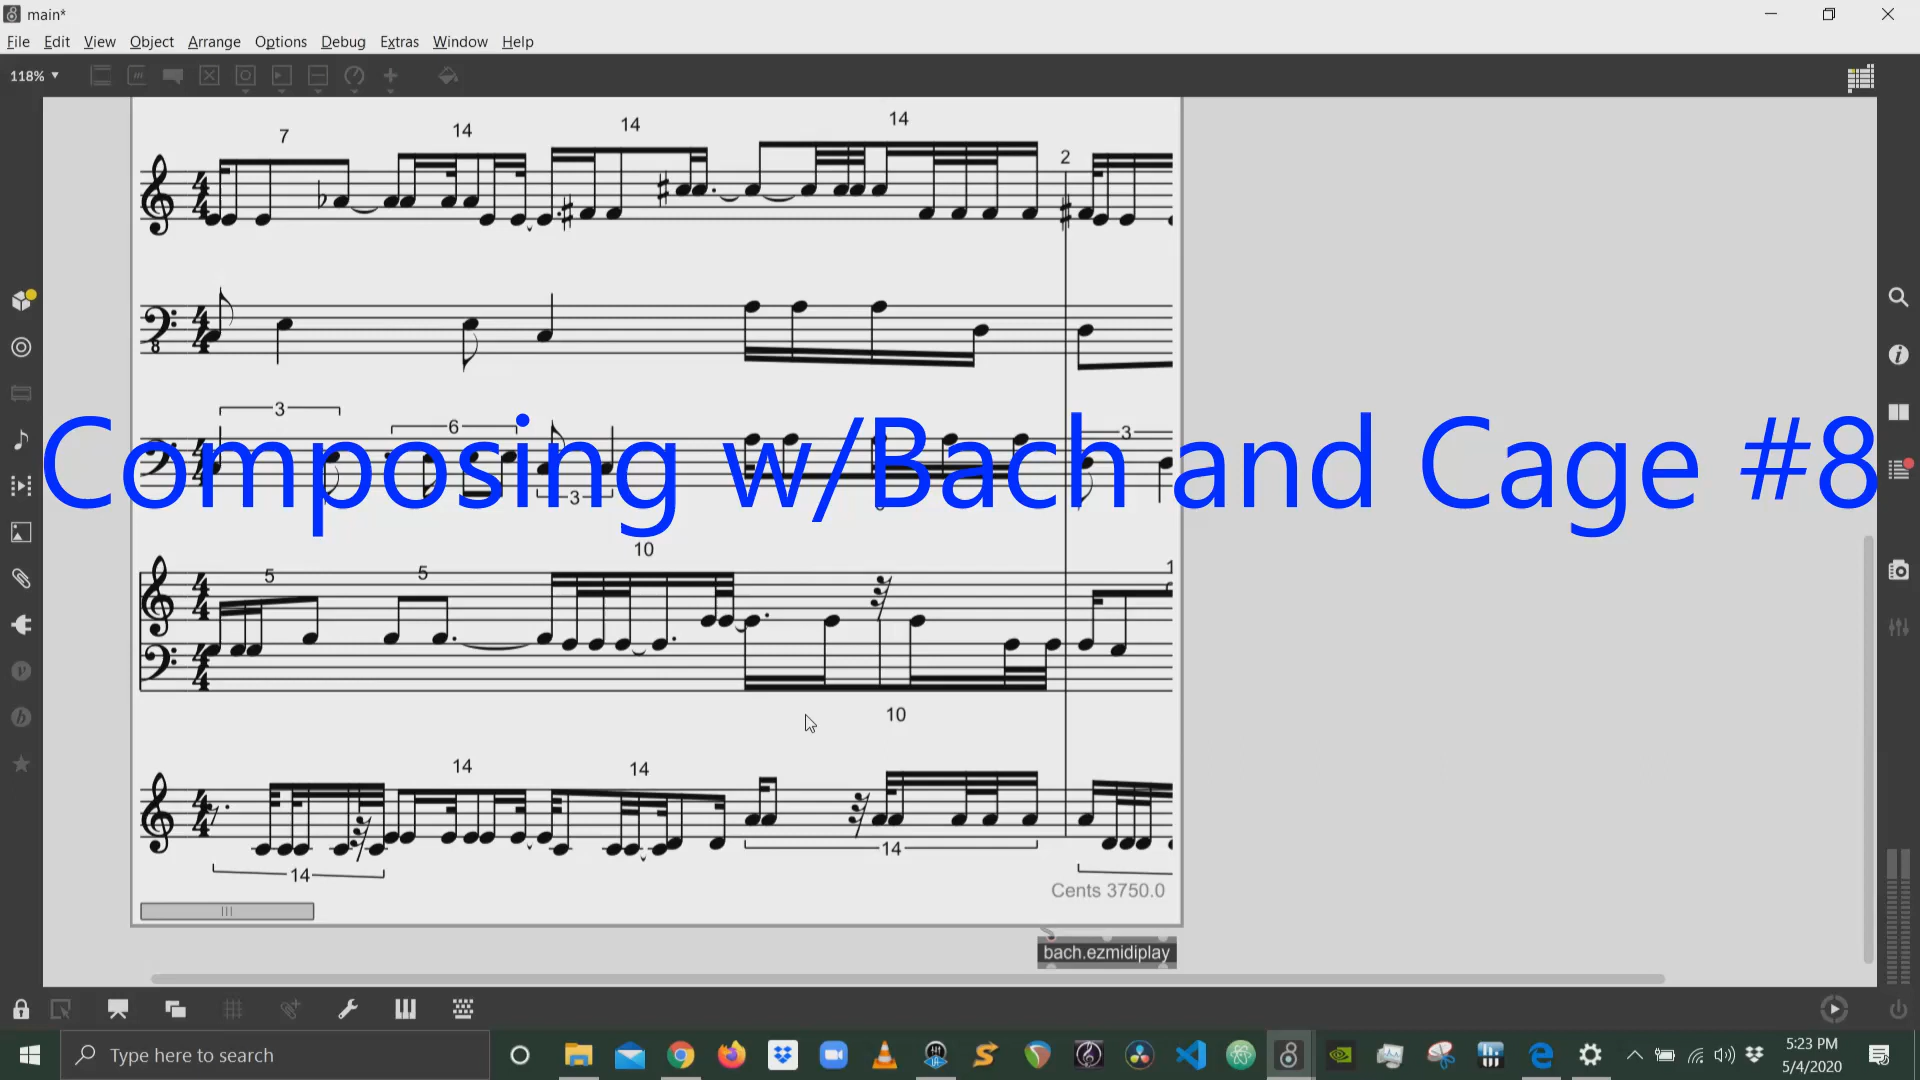 main*
File Edit View Object Arrange Options Debug Extras Window Help
118%
7 14 14 14 2
8
3 6 3 3
Composing w/Bach and Cage #8
5 5 10
10
14 14
14 14
Cents 3750.0
bach.ezmidiplay
Type here to search
5:23 PM
5/4/2020